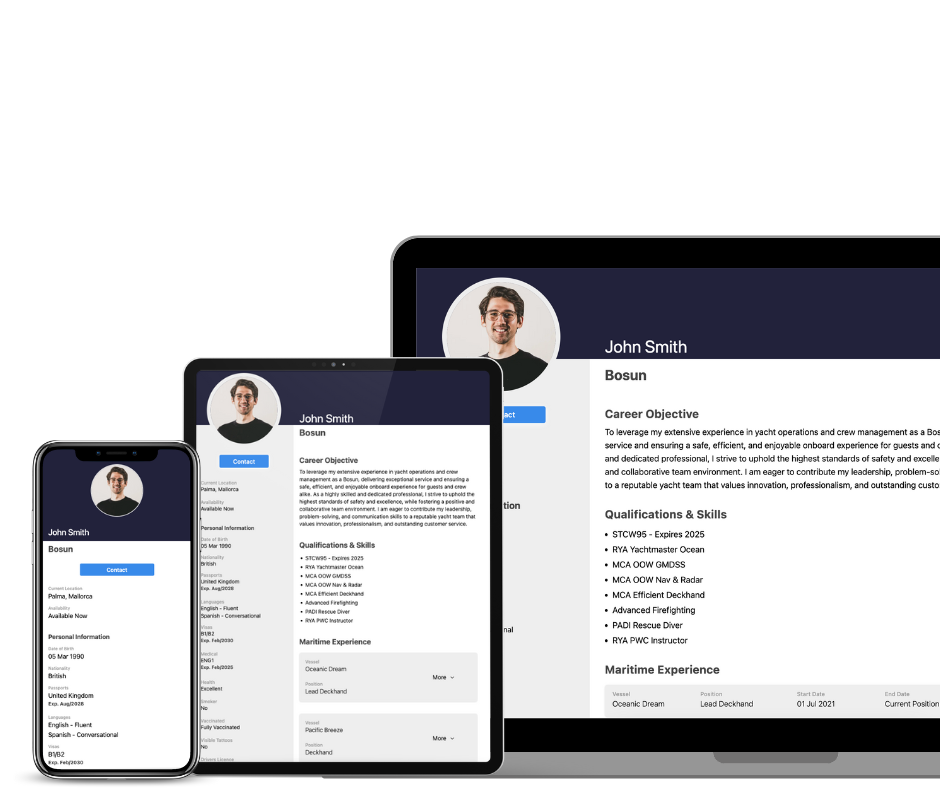 John Smith
Bosun
Contact
Current Location
Palma, Mallorca
Availability
Available Now
Personal Information
Date of Birth
05 Mar 1990
Nationality
British
Passports
United Kingdom
Exp. Aug/2028
Languages
English - Fluent
Spanish - Conversational
Visas
B1/B2
Exp. Feb/2030
John Smith
Bosun
Contact
Current Location
Palma, Mallorca
Availability
Available Now
Personal Information
Date of Birth
05 Mar 1990
Nationality
British
Passports
United Kingdom
Exp. Aug/2028
Languages
English - Fluent
Spanish - Conversational
Visas
B1/B2
Exp. Feb/2030
Medical
ENG1
Exp. Feb/2025
Health
Excellent
Smoker
No
Vaccinated
Fully Vaccinated
Visible Tattoos
No
Drivers Licence
Career Objective
To leverage my extensive experience in yacht operations and crew
management as a Bosun, delivering exceptional service and ensuring a
safe, efficient, and enjoyable onboard experience for guests and crew
alike. As a highly skilled and dedicated professional, I strive to uphold the
highest standards of safety and excellence, while fostering a positive and
collaborative team environment. I am eager to contribute my leadership,
problem-solving, and communication skills to a reputable yacht team that
values innovation, professionalism, and outstanding customer service.
Qualifications & Skills
• STCW95 - Expires 2025
• RYA Yachtmaster Ocean
• MCA OOW GMDSS
• MCA OOW Nav & Radar
• MCA Efficient Deckhand
• Advanced Firefighting
• PADI Rescue Diver
• RYA PWC Instructor
Maritime Experience
Vessel
Oceanic Dream
Position
Lead Deckhand
More
Vessel
Pacific Breeze
Position
Deckhand
More
John Smith
Bosun
act
tion
nal
Career Objective
To leverage my extensive experience in yacht operations and crew management as a Bos
service and ensuring a safe, efficient, and enjoyable onboard experience for guests and c
and dedicated professional, I strive to uphold the highest standards of safety and excelle
and collaborative team environment. I am eager to contribute my leadership, problem-sol
to a reputable yacht team that values innovation, professionalism, and outstanding custo
Qualifications & Skills
• STCW95 - Expires 2025
• RYA Yachtmaster Ocean
• MCA OOW GMDSS
• MCA OOW Nav & Radar
• MCA Efficient Deckhand
• Advanced Firefighting
• PADI Rescue Diver
• RYA PWC Instructor
Maritime Experience
Vessel Position Start Date End Date
Oceanic Dream Lead Deckhand 01 Jul 2021 Current Position